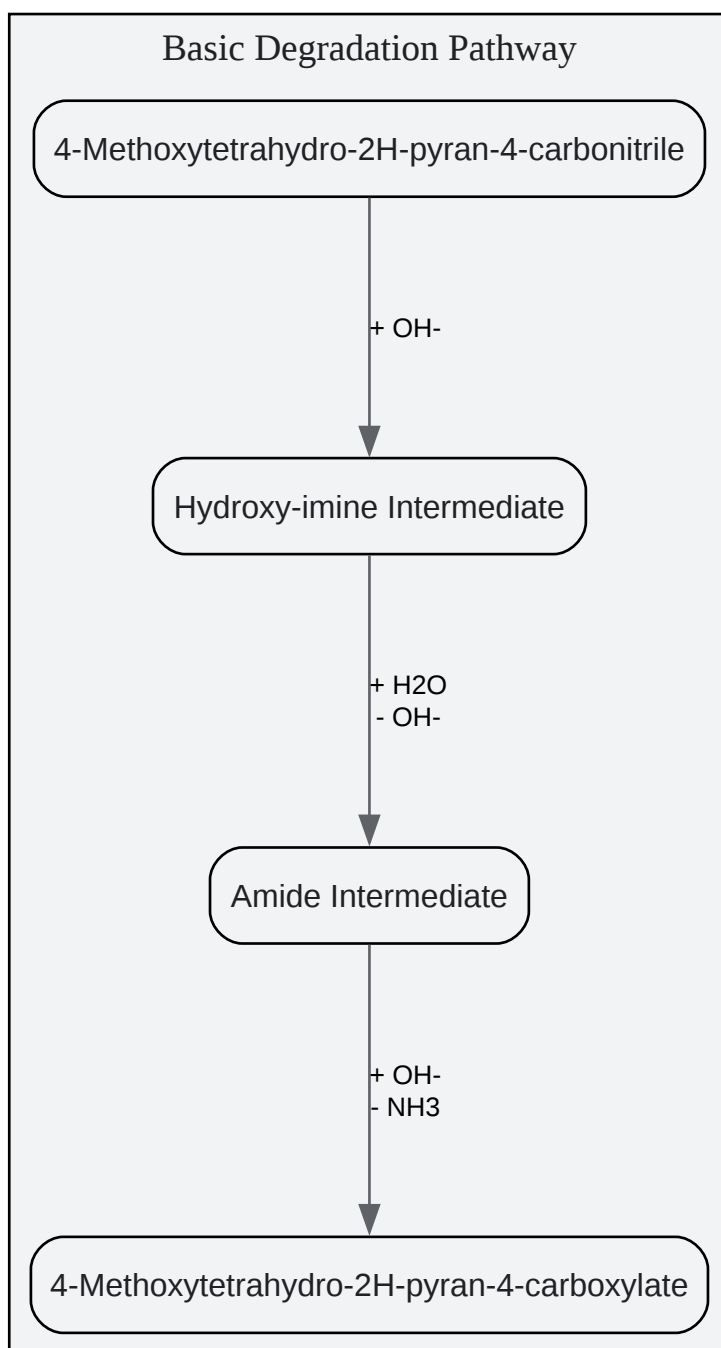 Basic Degradation Pathway
4-Methoxytetrahydro-2H-pyran-4-carbonitrile
+ OH-
Hydroxy-imine Intermediate
+ H2O
- OH-
Amide Intermediate
+ OH-
- NH3
4-Methoxytetrahydro-2H-pyran-4-carboxylate